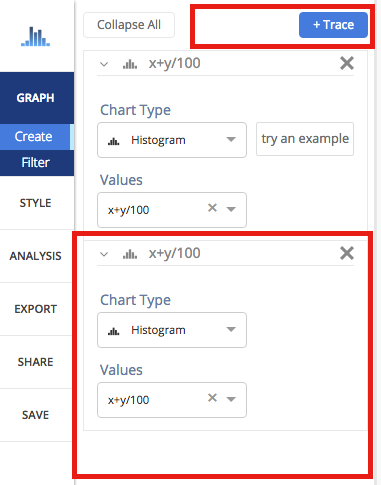 Collapse All
+ Trace
x+y/100
GRAPH
Create
Filter
STYLE
ANALYSIS
EXPORT
SHARE
SAVE
Chart Type
Histogram
try an example
Values
x+y/100
x+y/100
Chart Type
Histogram
Values
x+y/100